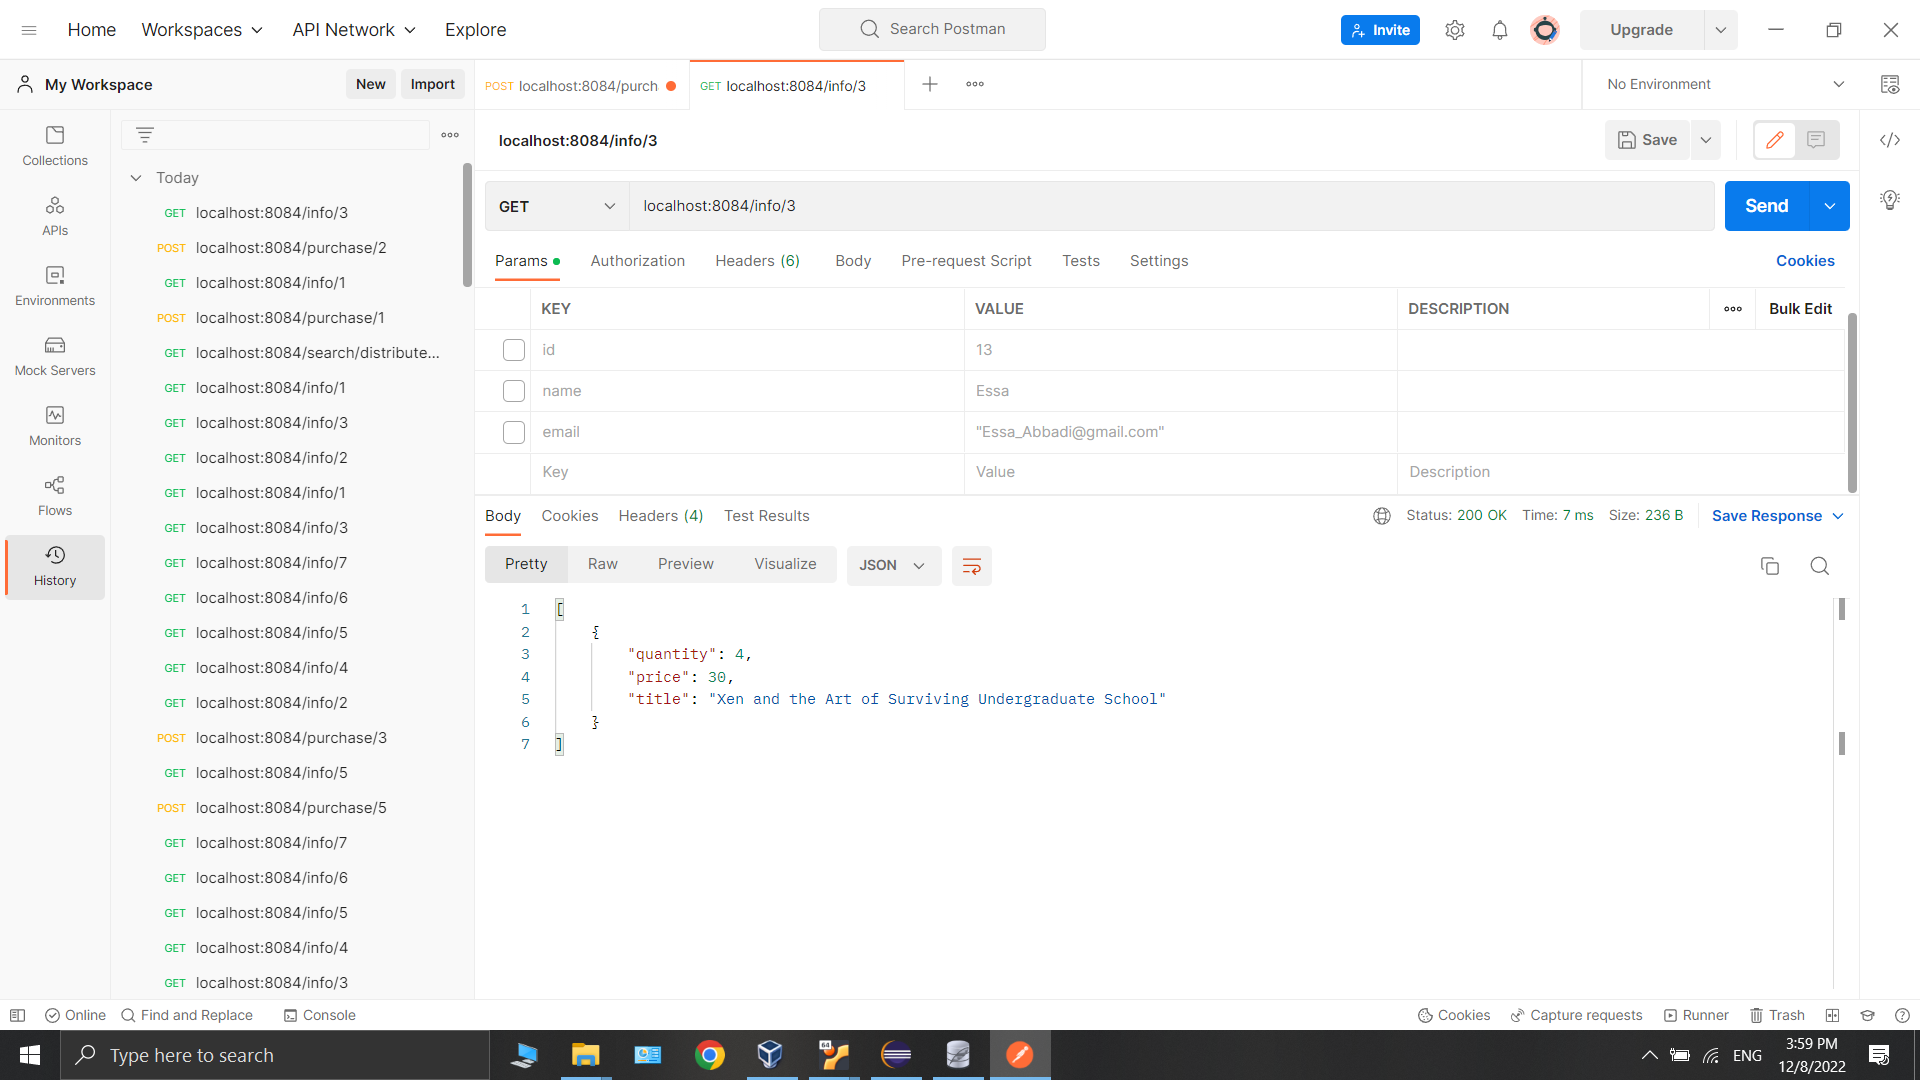 Home Workspaces API Network Explore Search Postman Invite Upgrade
My Workspace New Import POST localhost:8084/purch GET localhost:8084/info/3 No Environment
Collections
APIs
Environments
Mock Servers
Monitors
Flows
History
Today
GET localhost:8084/info/3
POST localhost:8084/purchase/2
GET localhost:8084/info/1
POST localhost:8084/purchase/1
GET localhost:8084/search/distribute...
GET localhost:8084/info/1
GET localhost:8084/info/3
GET localhost:8084/info/2
GET localhost:8084/info/1
GET localhost:8084/info/3
GET localhost:8084/info/7
GET localhost:8084/info/6
GET localhost:8084/info/5
GET localhost:8084/info/4
GET localhost:8084/info/2
POST localhost:8084/purchase/3
GET localhost:8084/info/5
POST localhost:8084/purchase/5
GET localhost:8084/info/7
GET localhost:8084/info/6
GET localhost:8084/info/5
GET localhost:8084/info/4
GET localhost:8084/info/3
localhost:8084/info/3 Save
GET localhost:8084/info/3 Send
Params Authorization Headers (6) Body Pre-request Script Tests Settings Cookies
KEY VALUE DESCRIPTION Bulk Edit
id 13
name Essa
email "Essa_Abbadi@gmail.com"
Key Value Description
Body Cookies Headers (4) Test Results Status: 200 OK Time: 7 ms Size: 236 B Save Response
Pretty Raw Preview Visualize JSON
1 [
2 {
3 "quantity": 4,
4 "price": 30,
5 "title": "Xen and the Art of Surviving Undergraduate School"
6 }
7 ]
Online Find and Replace Console Cookies Capture requests Runner Trash
Type here to search 64 ENG 3:59 PM
12/8/2022